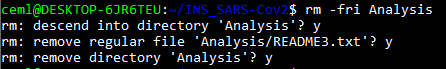 ceml@DESKTOP-6JR6TEU:~/INS_SARS-Cov2$ rm -fri Analysis
rm: descend into directory 'Analysis'? y
rm: remove regular file 'Analysis/README3.txt'? y
rm: remove directory 'Analysis'? y